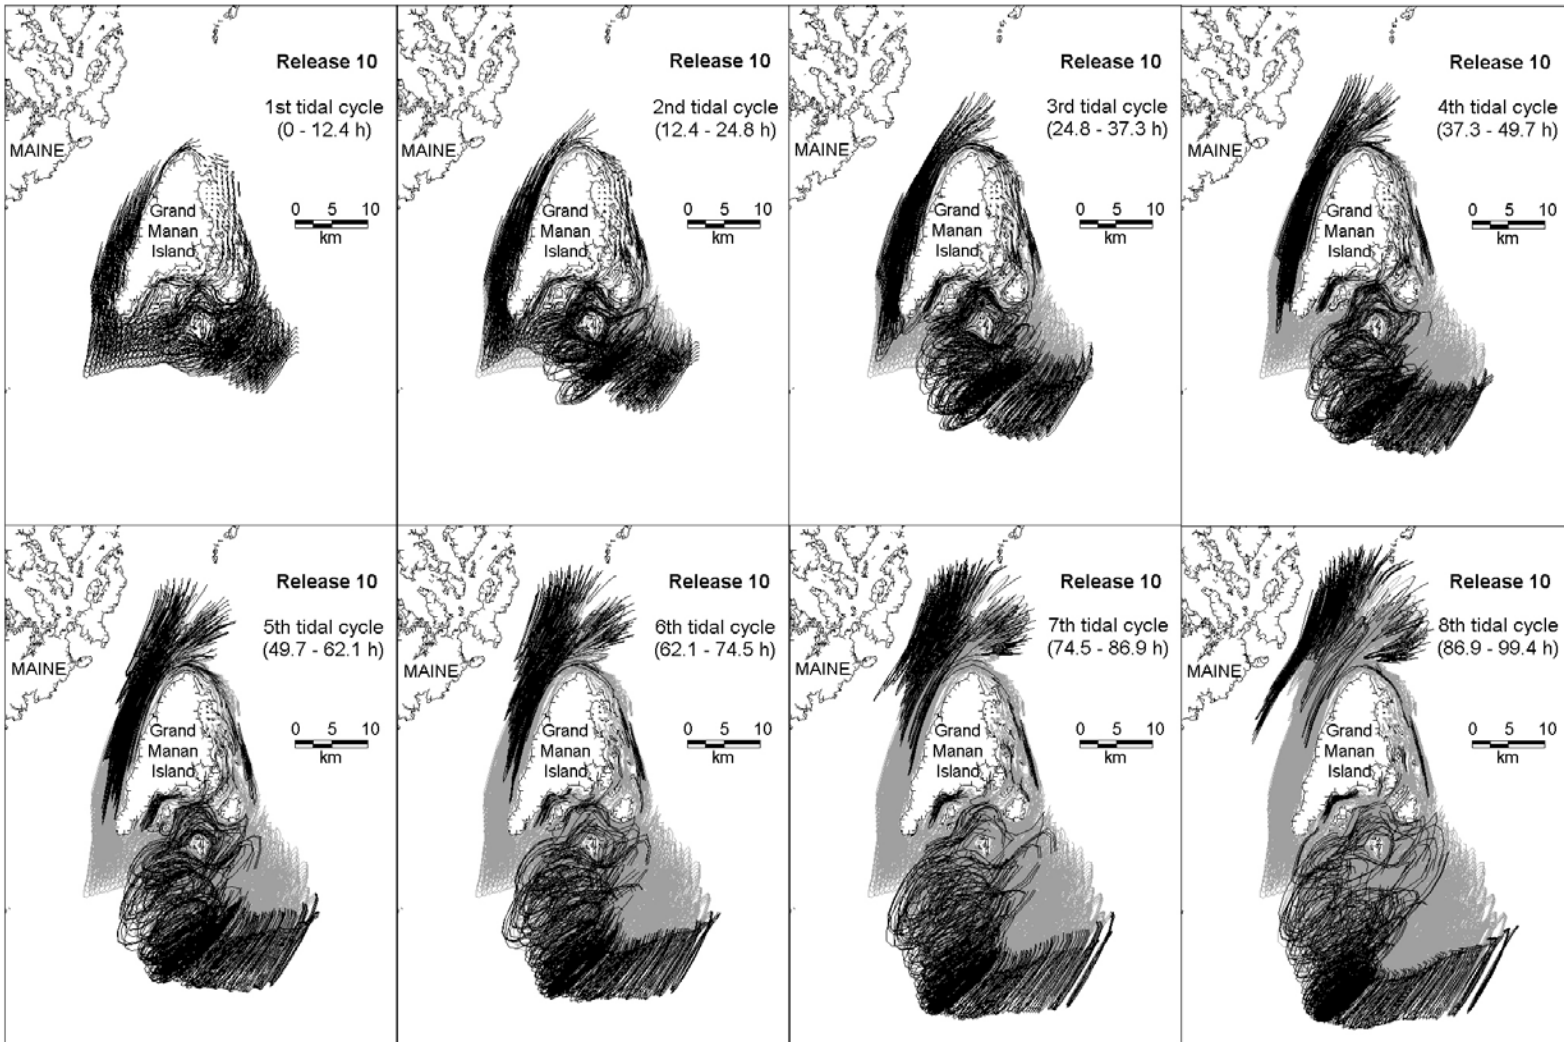 Release 10
1st tidal cycle
(0 - 12.4 h)
MAINE
Grand
Manan
Island
0 5 10
km
Release 10
2nd tidal cycle
(12.4 - 24.8 h)
MAINE
Grand
Manan
Island
0 5 10
km
Release 10
3rd tidal cycle
(24.8 - 37.3 h)
MAINE
Grand
Manan
Island
0 5 10
km
Release 10
4th tidal cycle
(37.3 - 49.7 h)
MAINE
Grand
Manan
Island
0 5 10
km
Release 10
5th tidal cycle
(49.7 - 62.1 h)
MAINE
Grand
Manan
Island
0 5 10
km
Release 10
6th tidal cycle
(62.1 - 74.5 h)
MAINE
Grand
Manan
Island
0 5 10
km
Release 10
7th tidal cycle
(74.5 - 86.9 h)
MAINE
Grand
Manan
Island
0 5 10
km
Release 10
8th tidal cycle
(86.9 - 99.4 h)
MAINE
Grand
Manan
Island
0 5 10
km